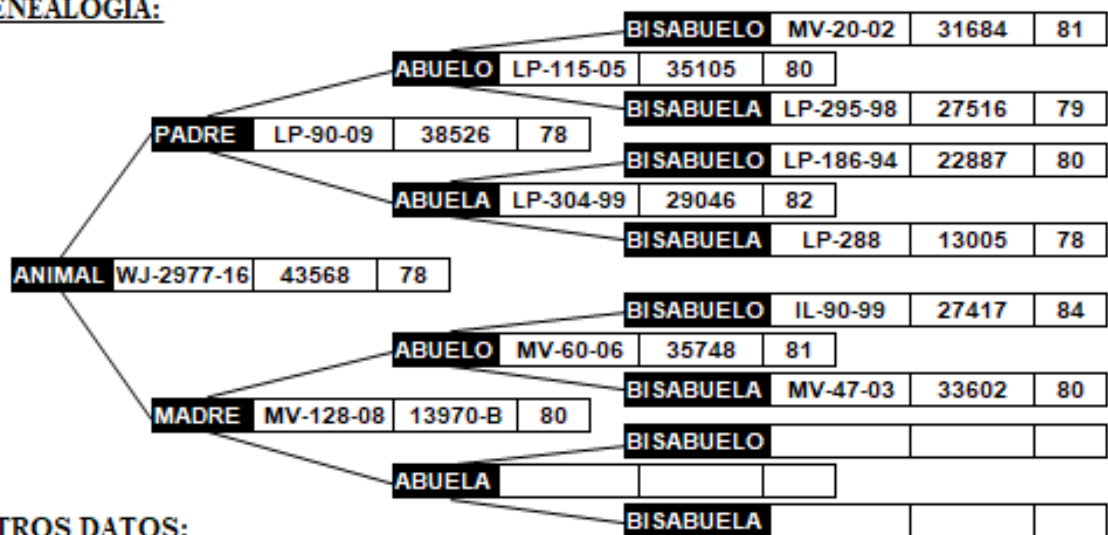 ENEALOGIA:
BISABUELO MV-20-02 31684 81
ABUELO LP-115-05 35105 80
BISABUELA LP-295-98 27516 79
PADRE LP-90-09 38526 78
BISABUELO LP-186-94 22887 80
ABUELA LP-304-99 29046 82
BISABUELA LP-288 13005 78
ANIMAL WJ-2977-16 43568 78
BISABUELO IL-90-99 27417 84
ABUELO MV-60-06 35748 81
BISABUELA MV-47-03 33602 80
MADRE MV-128-08 13970-B 80
BISABUELO
ABUELA
BISABUELA
TROS DATOS: